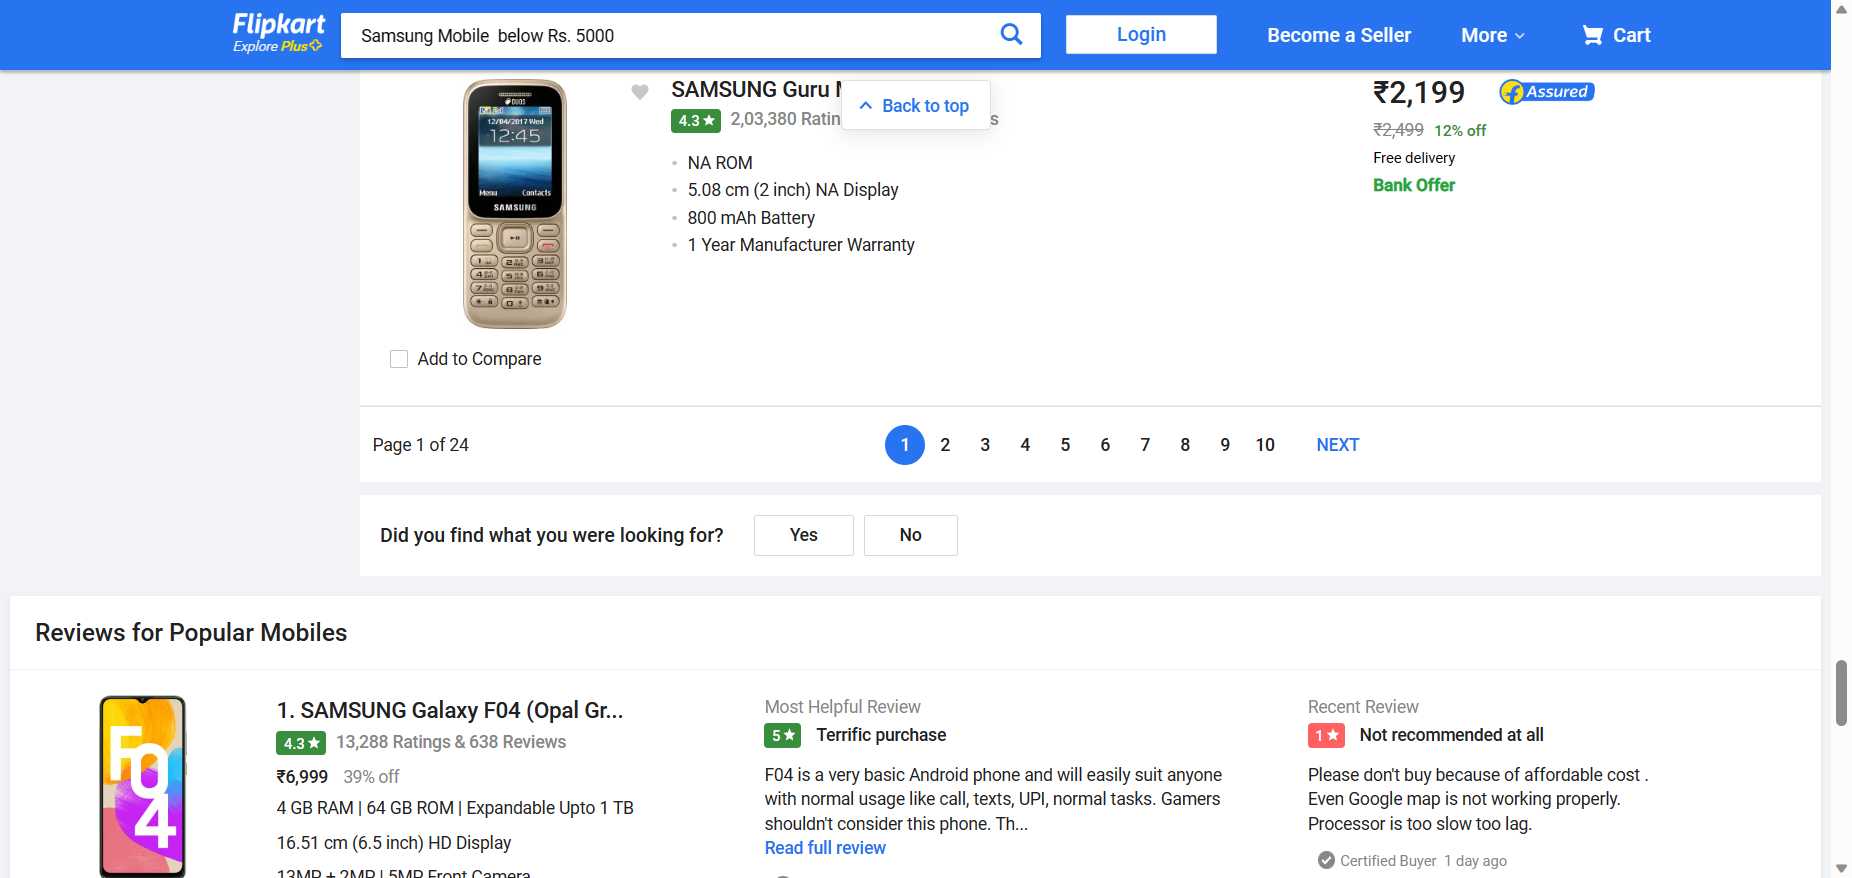 Flipkart
Explore Plus
Samsung Mobile below Rs. 5000
Login
Become a Seller
More
Cart
DUOS
12/04/2017 Wed
12:45
Menu Contacts
SAMSUNG
SAMSUNG Guru
Back to top
4.3★ 2,03,380
₹2,199
Assured
₹2,499 12% off
Free delivery
Bank Offer
• NA ROM
• 5.08 cm (2 inch) NA Display
• 800 mAh Battery
• 1 Year Manufacturer Warranty
Add to Compare
Page 1 of 24
1 2 3 4 5 6 7 8 9 10 NEXT
Did you find what you were looking for?
Yes
No
Reviews for Popular Mobiles
F04
1. SAMSUNG Galaxy F04 (Opal Gr...
4.3★ 13,288 Ratings & 638 Reviews
₹6,999 39% off
4 GB RAM | 64 GB ROM | Expandable Upto 1 TB
16.51 cm (6.5 inch) HD Display
13MP + 2MP | 5MP Front Camera
Most Helpful Review
5★ Terrific purchase
F04 is a very basic Android phone and will easily suit anyone
with normal usage like call, texts, UPI, normal tasks. Gamers
shouldn't consider this phone. Th...
Read full review
Recent Review
1★ Not recommended at all
Please don't buy because of affordable cost .
Even Google map is not working properly.
Processor is too slow too lag.
Certified Buyer 1 day ago